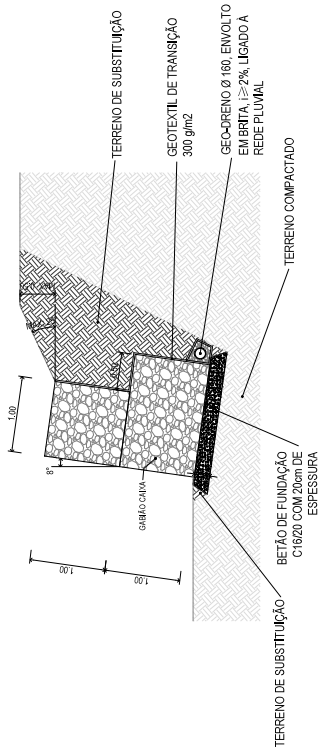 TERRENO DE SUBSTITUIÇÃO
GEOTEXTIL DE TRANSIÇÃO
300 g/m2
GEO-DRENO Ø 160, ENVOLTO
EM BRITA, i≥2%, LIGADO À
REDE PLUVIAL
TERRENO COMPACTADO
1,00
8°
0,50
GABIÃO CAIXA
1,00
1,00
BETÃO DE FUNDAÇÃO
C16/20 COM 20cm DE
ESPESSURA
TERRENO DE SUBSTITUIÇÃO